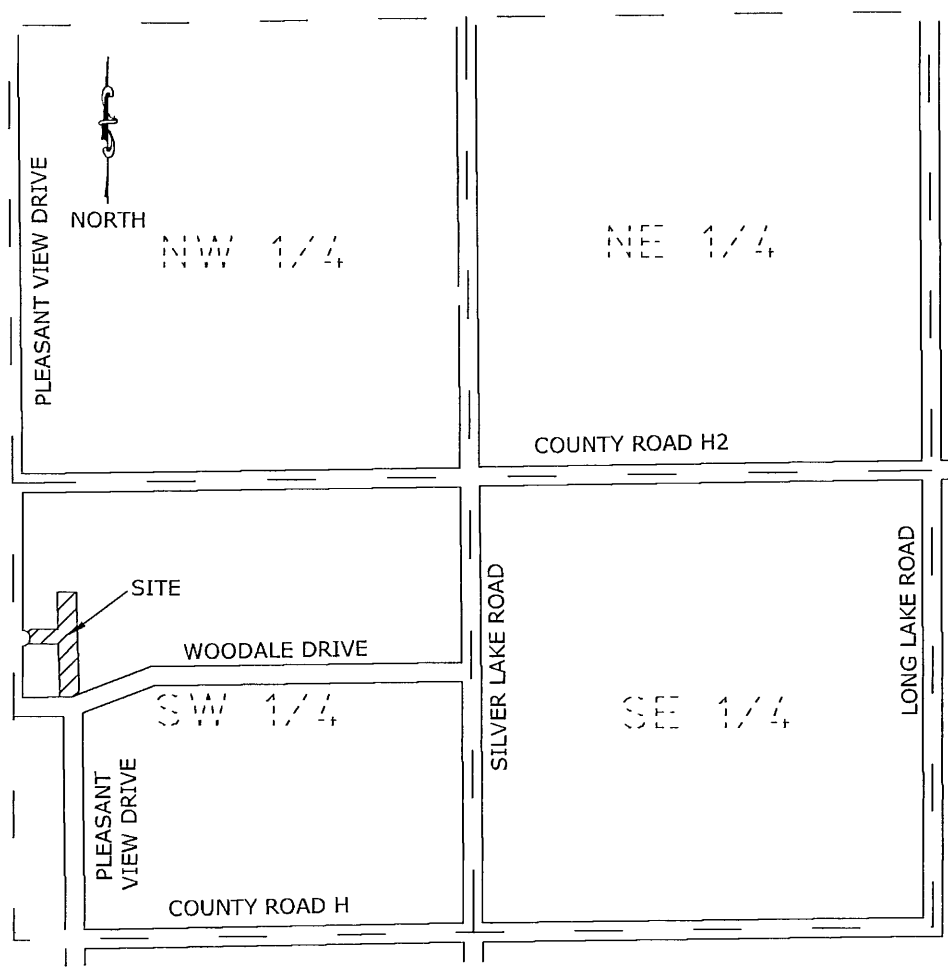 PLEASANT VIEW DRIVE
NORTH
NW 1/4
NE 1/4
COUNTY ROAD H2
SITE
WOODALE DRIVE
SILVER LAKE ROAD
LONG LAKE ROAD
SW 1/4
SE 1/4
PLEASANT
VIEW DRIVE
COUNTY ROAD H